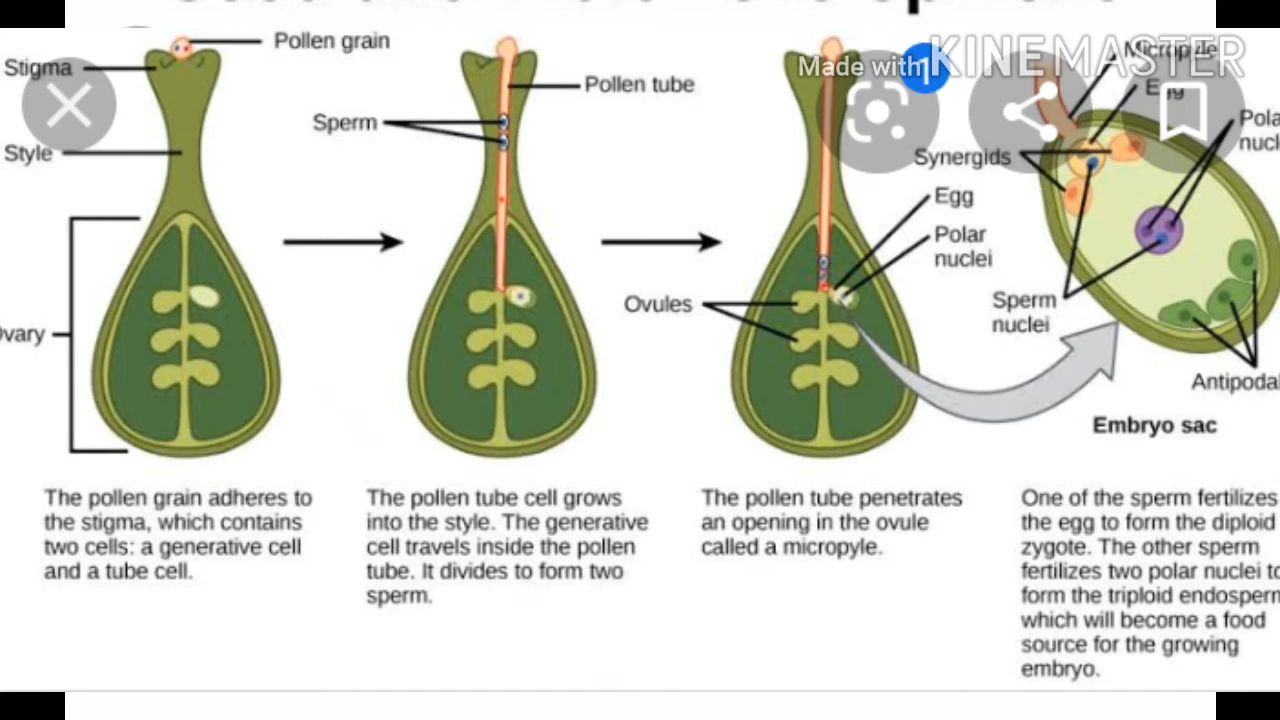 Pollen grain
Stigma
Style
Ovary
Pollen tube
Sperm
Made with KINEMASTER
1
Micropyle
Egg
Polar
nuclei
Synergids
Egg
Polar
nuclei
Ovules
Sperm
nuclei
Antipodal
Embryo sac
The pollen grain adheres to
the stigma, which contains
two cells: a generative cell
and a tube cell.
The pollen tube cell grows
into the style. The generative
cell travels inside the pollen
tube. It divides to form two
sperm.
The pollen tube penetrates
an opening in the ovule
called a micropyle.
One of the sperm fertilizes
the egg to form the diploid
zygote. The other sperm
fertilizes two polar nuclei to
form the triploid endosperm
which will become a food
source for the growing
embryo.